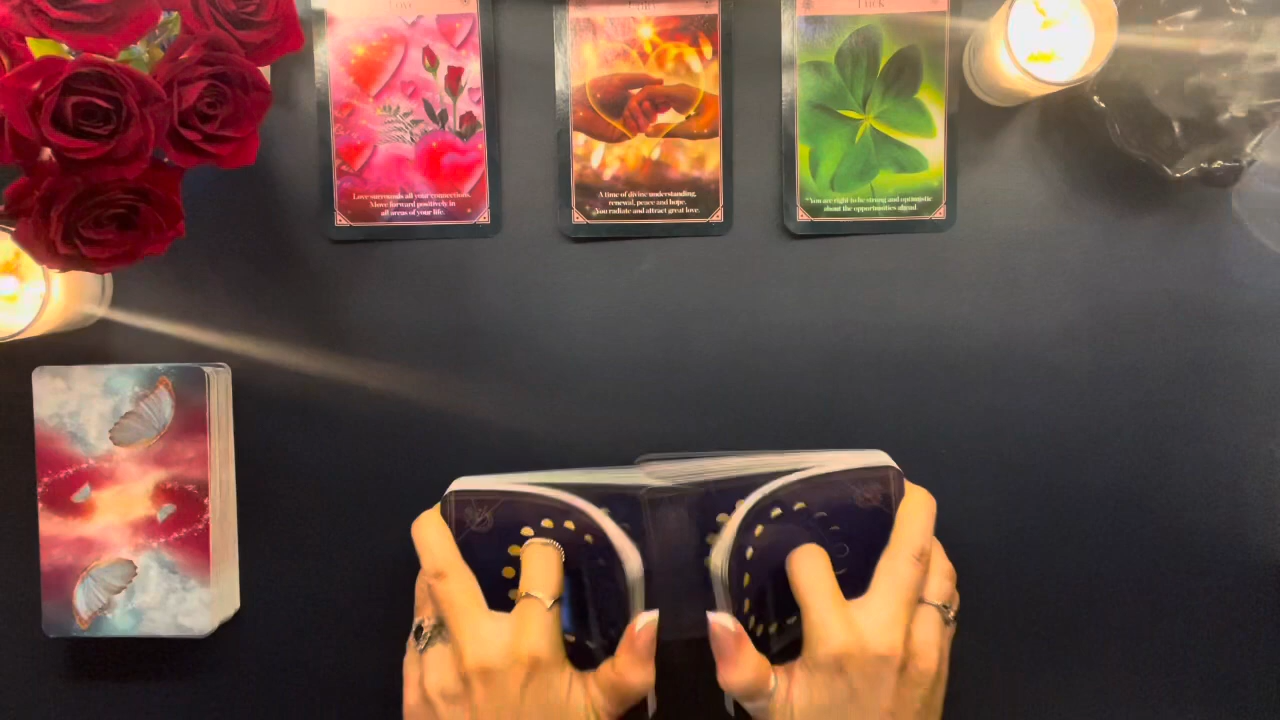 Love
Love surrounds all your connections.
Move forward positively in
all areas of your life.
A time of divine understanding,
renewal, peace and hope.
You radiate and attract great love.
Luck
You are right to be strong and optimistic
about the opportunities ahead.